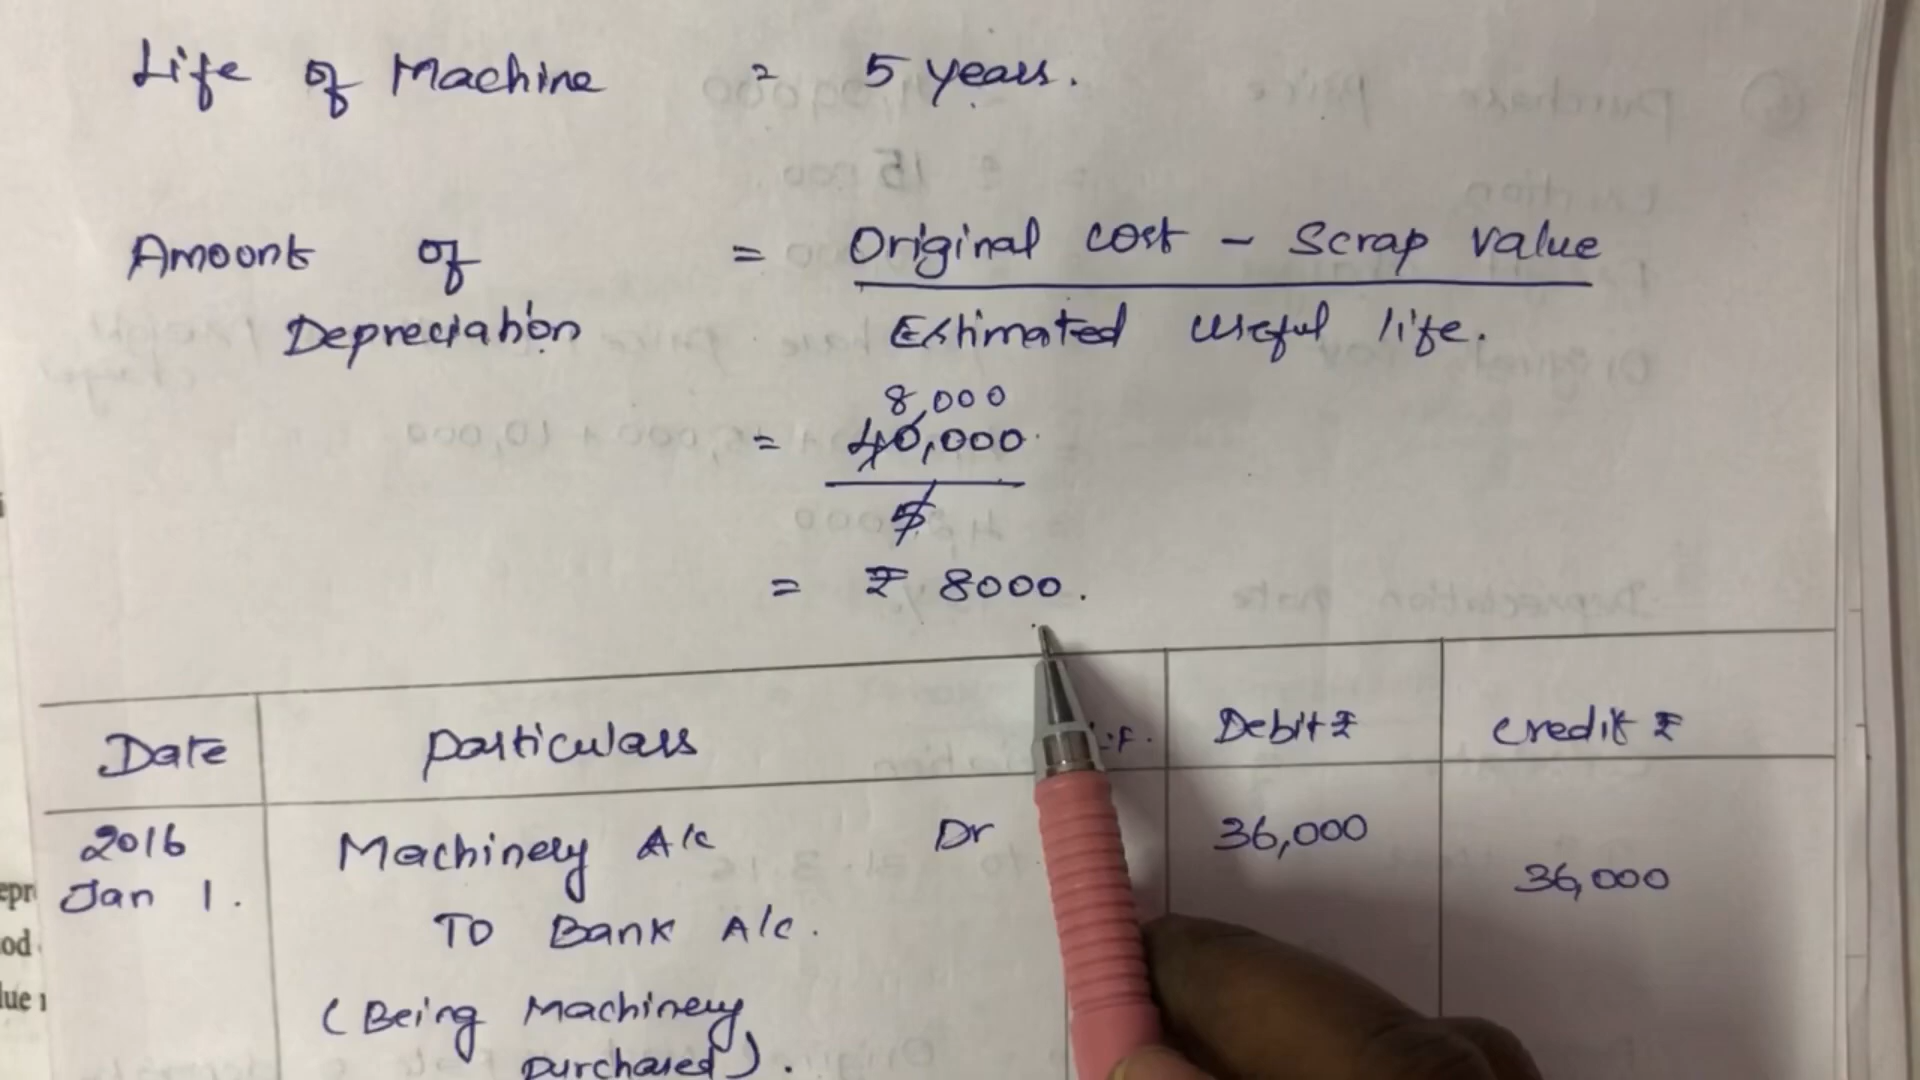 Life of Machine = 5 years.
Amount of = Original cost - Scrap value
Depreciation Estimated useful life.
8,000
= 40,000
5
= ₹ 8000.
Date Particulars L.F. Debit ₹ Credit ₹
2016 Machinery A/c Dr 36,000
Jan 1. 36,000
To Bank A/c.
(Being Machinery
purchased).